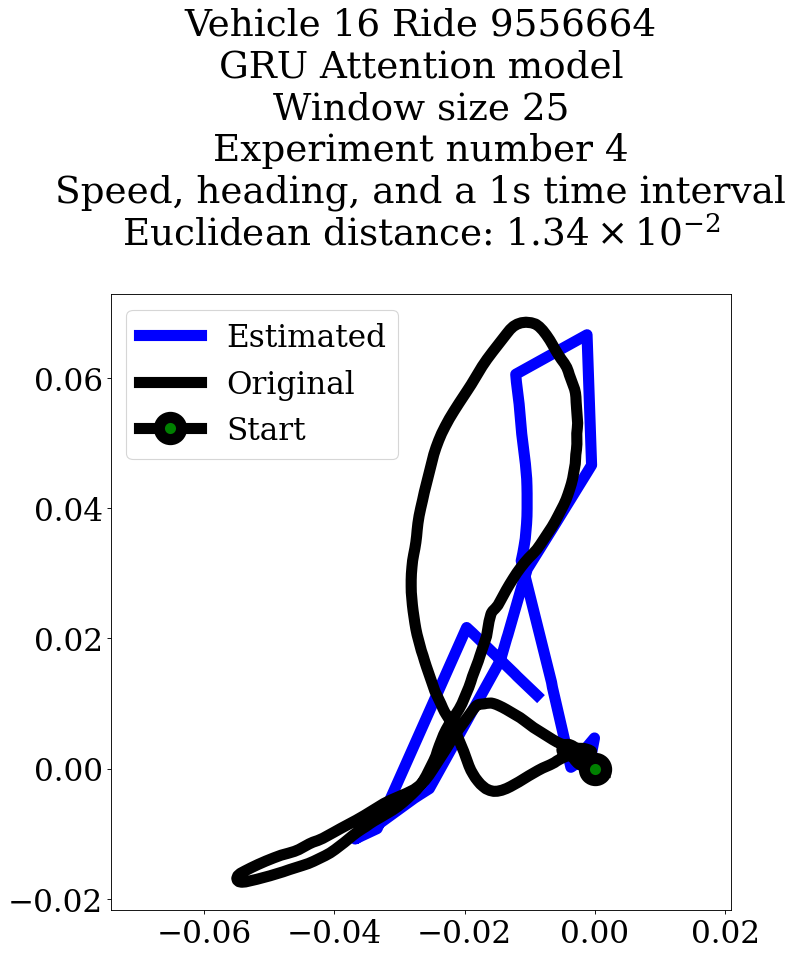 Vehicle 16 Ride 9556664
GRU Attention model
Window size 25
Experiment number 4
Speed, heading, and a 1s time interval
Euclidean distance: 1.34 × 10⁻²
Estimated
Original
Start
0.06
0.04
0.02
0.00
−0.02
−0.06
−0.04
−0.02
0.00
0.02